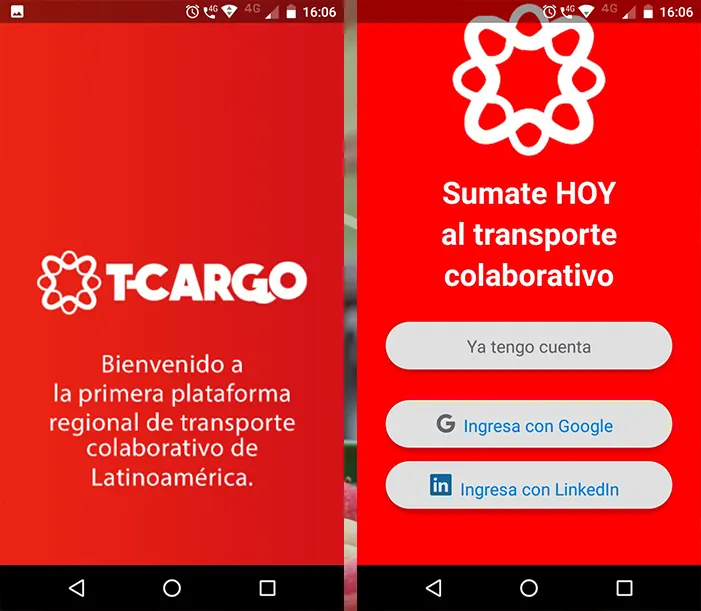 4G 4G 16:06
T-CARGO
Bienvenido a
la primera plataforma
regional de transporte
colaborativo de
Latinoamérica.
4G 4G 16:06
Sumate HOY
al transporte
colaborativo
Ya tengo cuenta
G Ingresa con Google
in Ingresa con LinkedIn